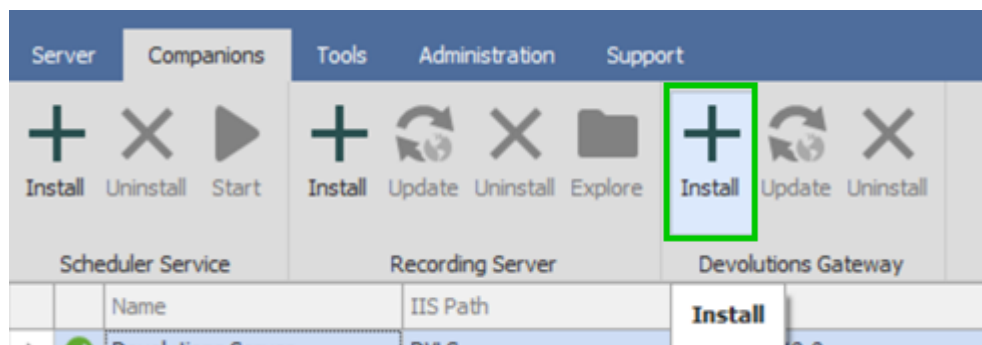 Server Companions Tools Administration Support
Install Uninstall Start Install Update Uninstall Explore Install Update Uninstall
Scheduler Service Recording Server Devolutions Gateway
Name IIS Path
Install